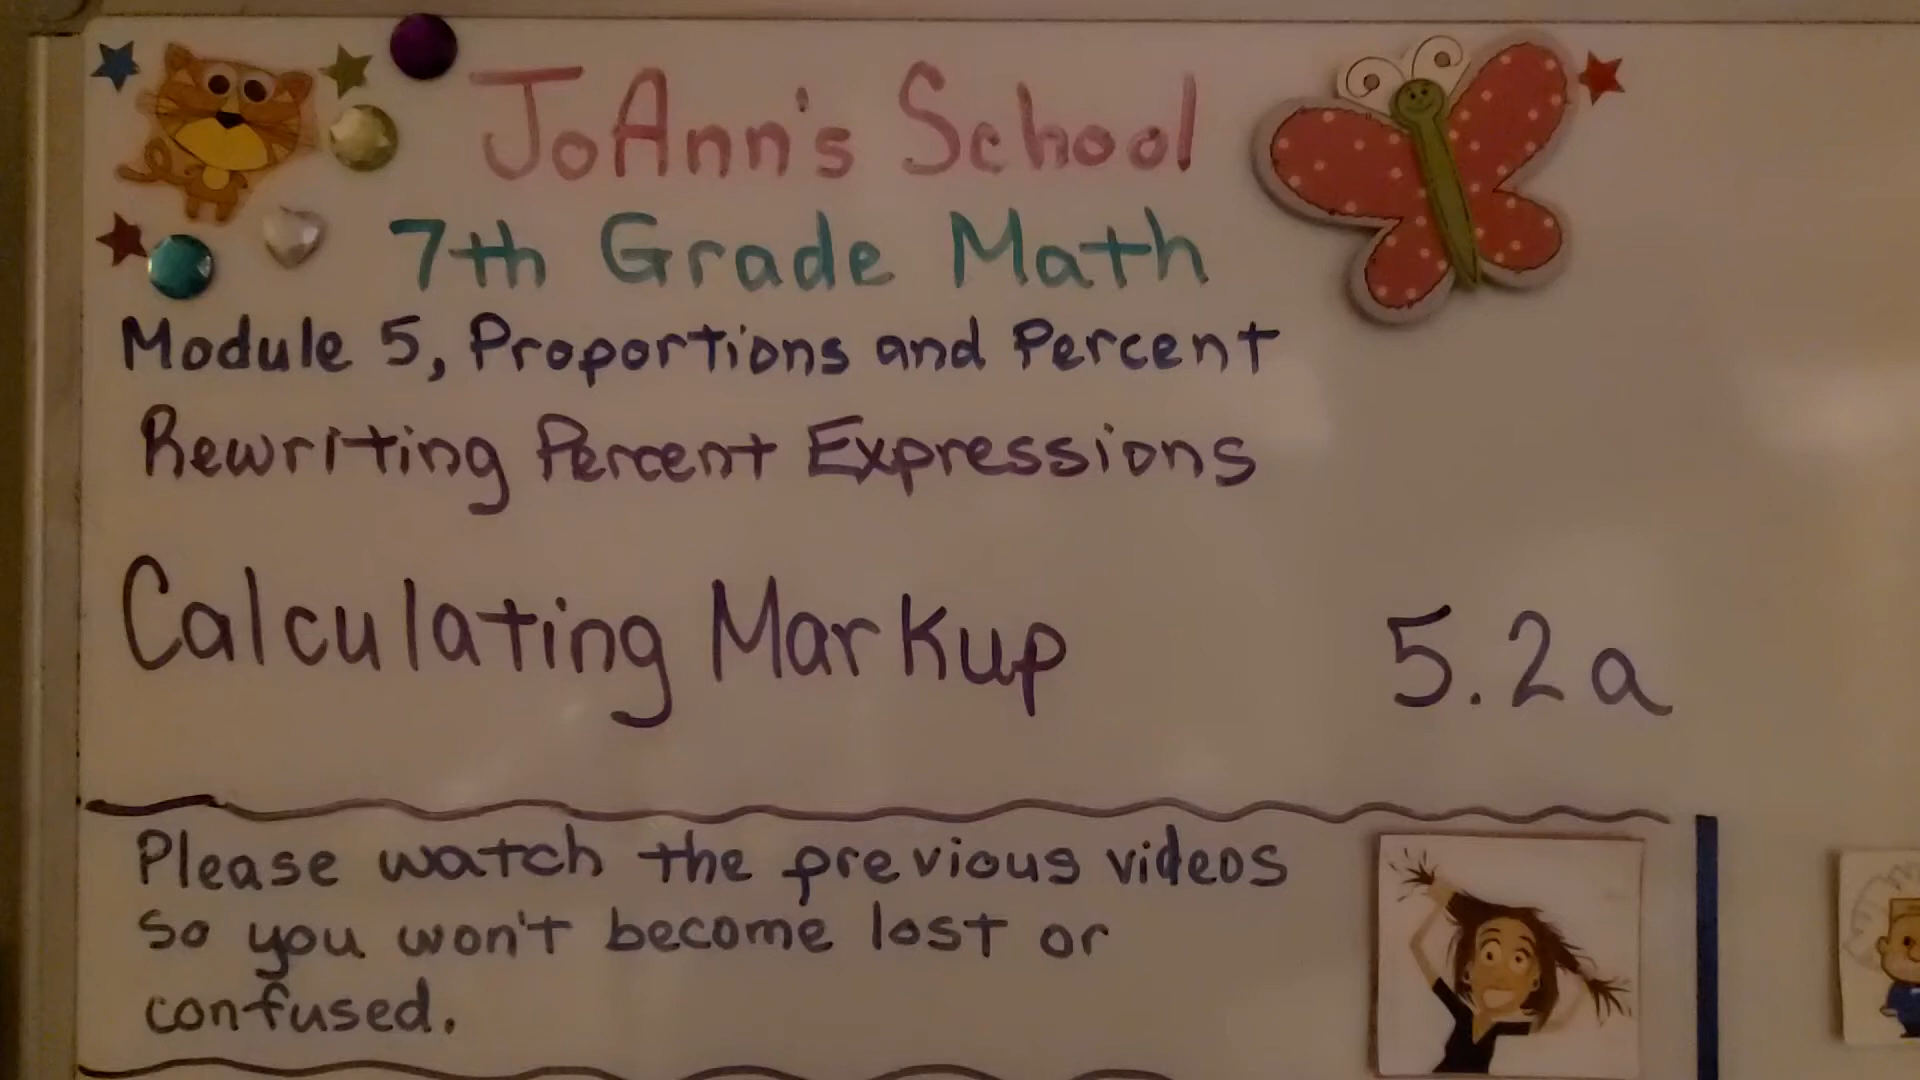 JoAnn's School
7th Grade Math
Module 5, Proportions and Percent
Rewriting Percent Expressions
Calculating Markup 5.2a
Please watch the previous videos
so you won't become lost or
confused.